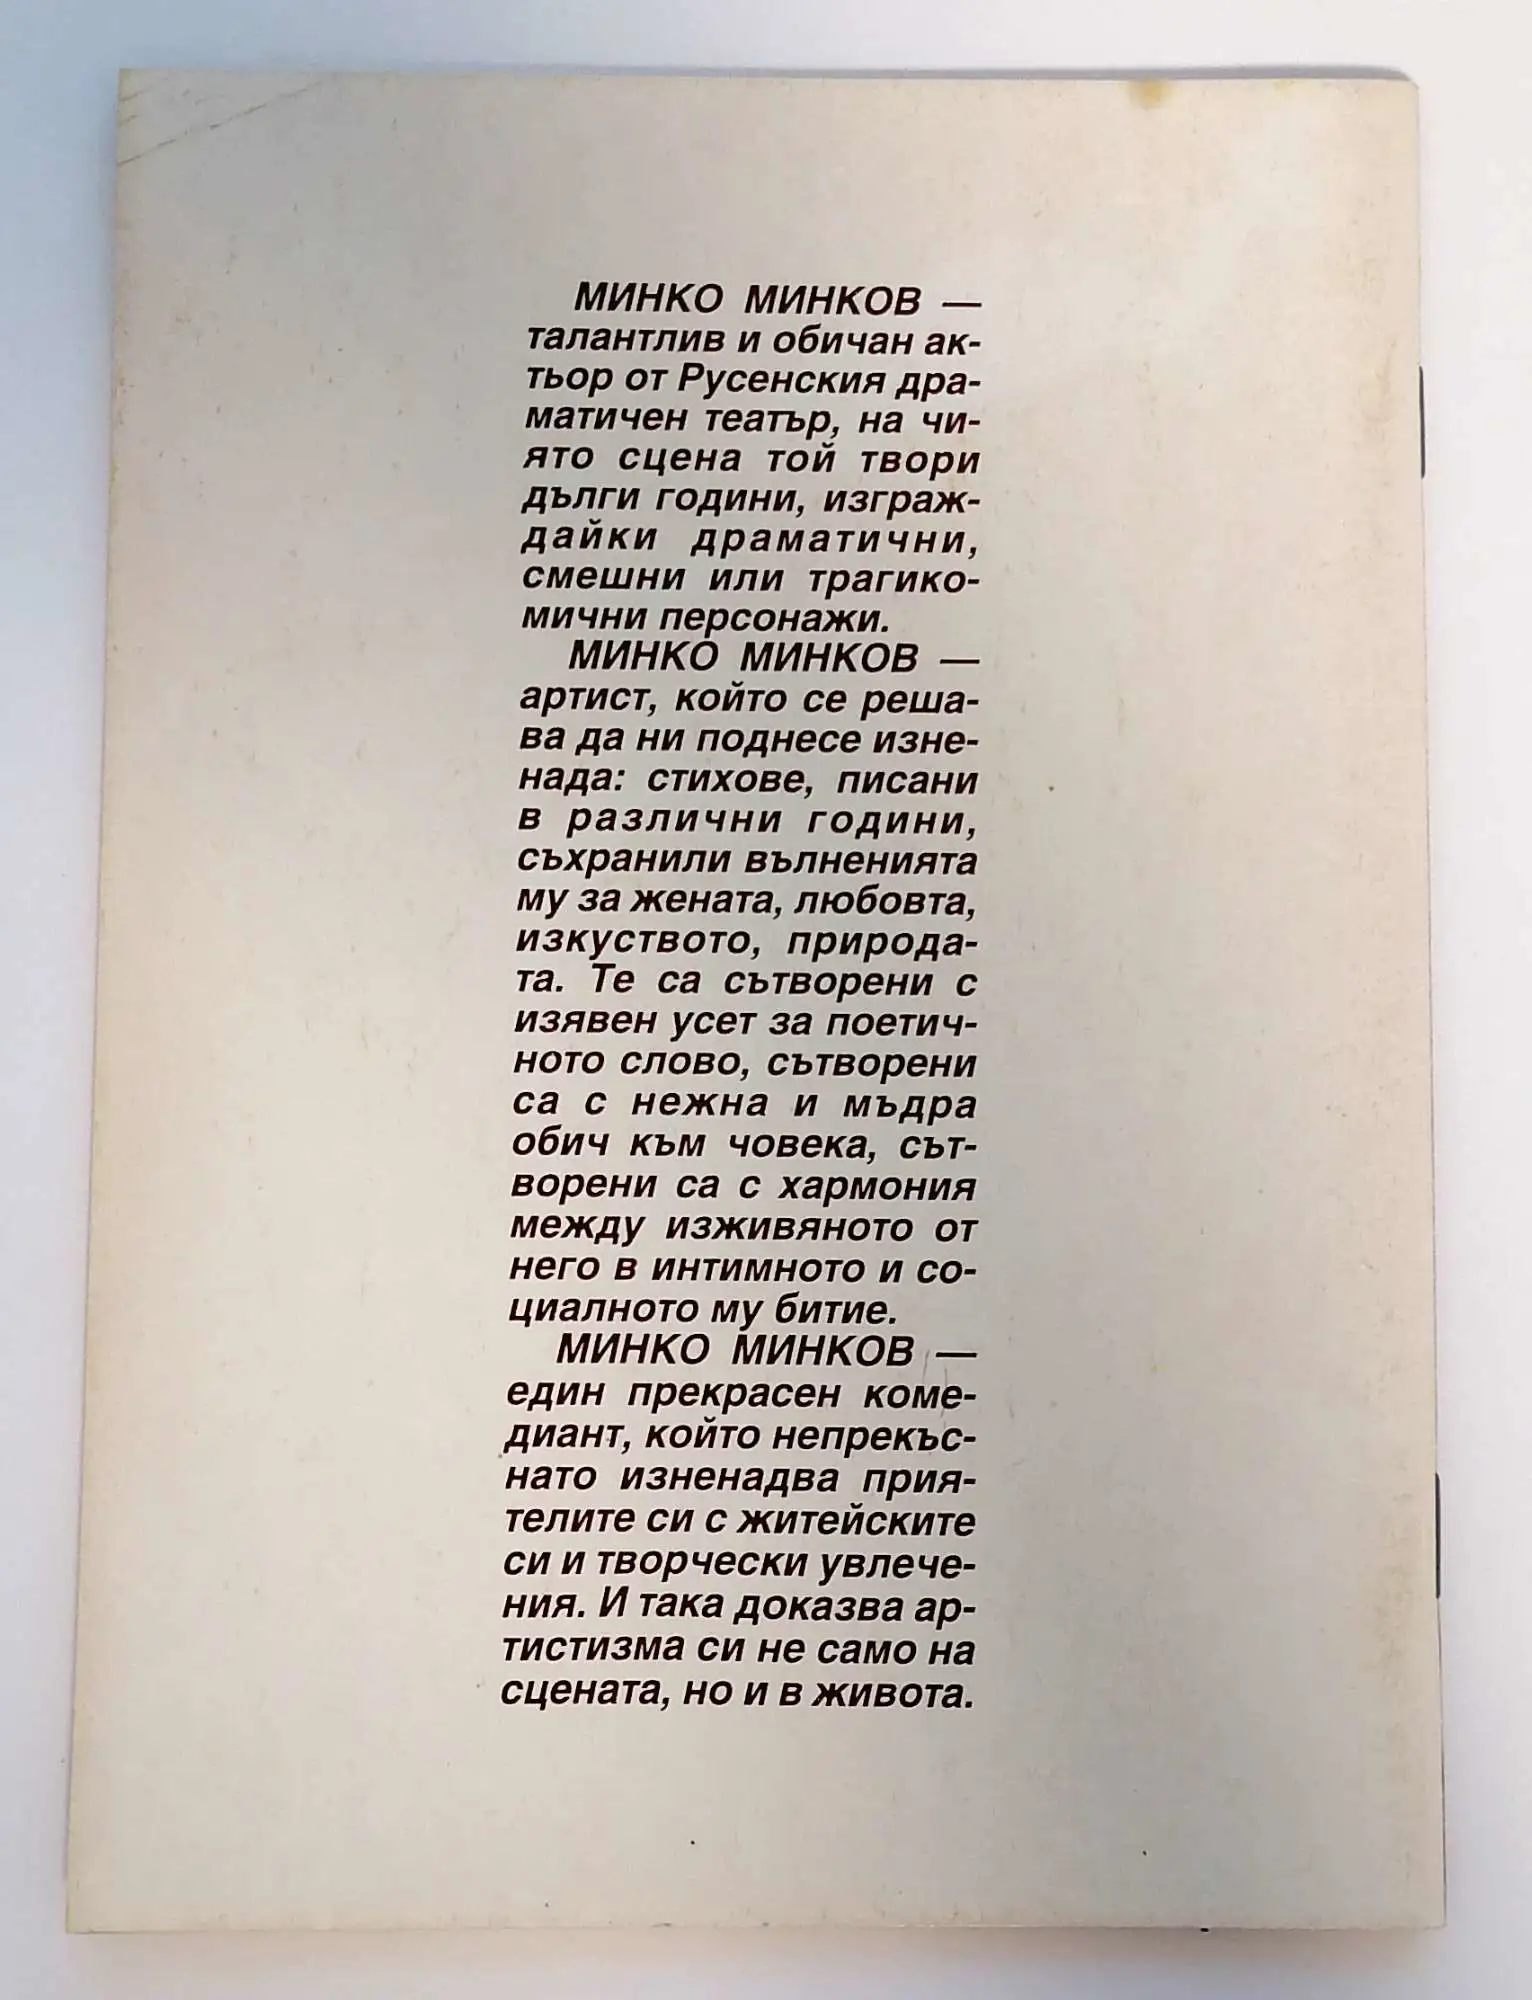 МИНКО МИНКОВ —
талантлив и обичан ак-
тьор от Русенския дра-
матичен театър, на чи-
ято сцена той твори
дълги години, изграж-
дайки драматични,
смешни или трагико-
мични персонажи.
МИНКО МИНКОВ —
артист, който се реша-
ва да ни поднесе изне-
нада: стихове, писани
в различни години,
съхранили вълненията
му за жената, любовта,
изкуството, природа-
та. Те са сътворени с
изявен усет за поетич-
ното слово, сътворени
са с нежна и мъдра
обич към човека, сът-
ворени са с хармония
между изживяното от
него в интимното и со-
циалното му битие.
МИНКО МИНКОВ —
един прекрасен коме-
диант, който непрекъс-
нато изненадва прия-
телите си с житейските
си и творчески увлече-
ния. И така доказва ар-
тистизма си не само на
сцената, но и в живота.